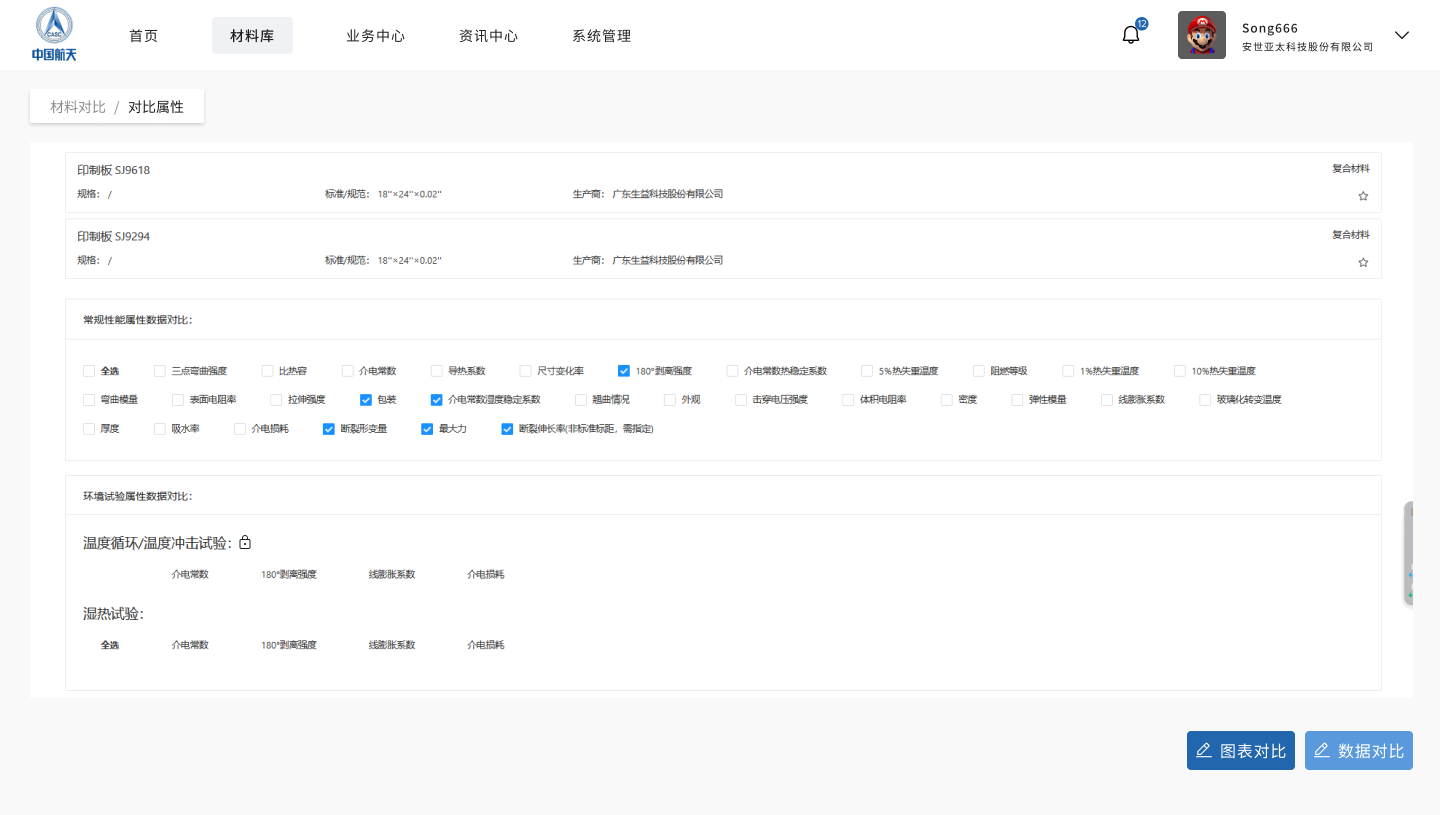 CASC
中国航天
首页 材料库 业务中心 资讯中心 系统管理
12
Song666
安世亚太科技股份有限公司
材料对比 / 对比属性
印制板 SJ9618 复合材料
规格： / 标准/规范： 18"×24"×0.02" 生产商： 广东生益科技股份有限公司
印制板 SJ9294 复合材料
规格： / 标准/规范： 18"×24"×0.02" 生产商： 广东生益科技股份有限公司
常规性能属性数据对比：
全选 三点弯曲强度 比热容 介电常数 导热系数 尺寸变化率 180°剥离强度 介电常数热稳定系数 5%热失重温度 阻燃等级 1%热失重温度 10%热失重温度
弯曲模量 表面电阻率 拉伸强度 包装 介电常数湿度稳定系数 翘曲情况 外观 击穿电压强度 体积电阻率 密度 弹性模量 线膨胀系数 玻璃化转变温度
厚度 吸水率 介电损耗 断裂形变量 最大力 断裂伸长率(非标准标距，需指定)
环境试验属性数据对比：
温度循环/温度冲击试验：
介电常数 180°剥离强度 线膨胀系数 介电损耗
湿热试验：
全选 介电常数 180°剥离强度 线膨胀系数 介电损耗
图表对比 数据对比